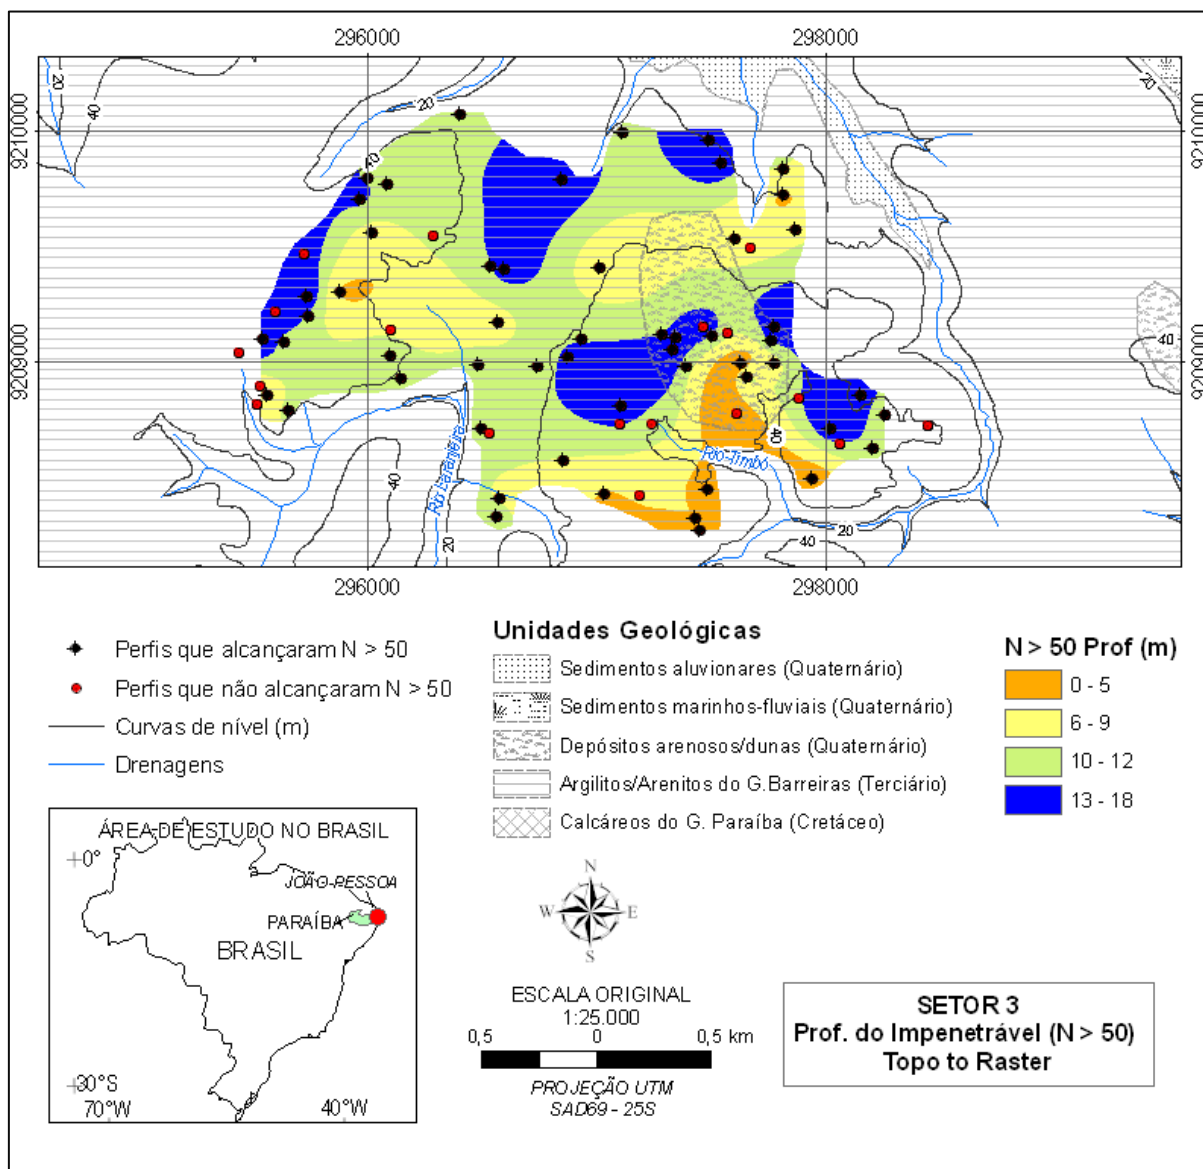 296000
298000
20
40
20
40
20
9210000
9210000
9209000
9209000
40
40
40
20
20
40
Rio-Timbó
296000
298000
Perfis que alcançaram N > 50
Perfis que não alcançaram N > 50
Curvas de nível (m)
Drenagens
Unidades Geológicas
Sedimentos aluvionares (Quaternário)
Sedimentos marinhos-fluviais (Quaternário)
Depósitos arenosos/dunas (Quaternário)
Argilitos/Arenitos do G.Barreiras (Terciário)
Calcáreos do G. Paraíba (Cretáceo)
N > 50 Prof (m)
0 - 5
6 - 9
10 - 12
13 - 18
ÁREA DE ESTUDO NO BRASIL
0°
JOÃO-PESSOA
PARAÍBA
BRASIL
30°S
70°W
40°W
N
W
E
S
ESCALA ORIGINAL
1:25.000
0,5
0
0,5 km
PROJEÇÃO UTM
SAD69 - 25S
SETOR 3
Prof. do Impenetrável (N > 50)
Topo to Raster